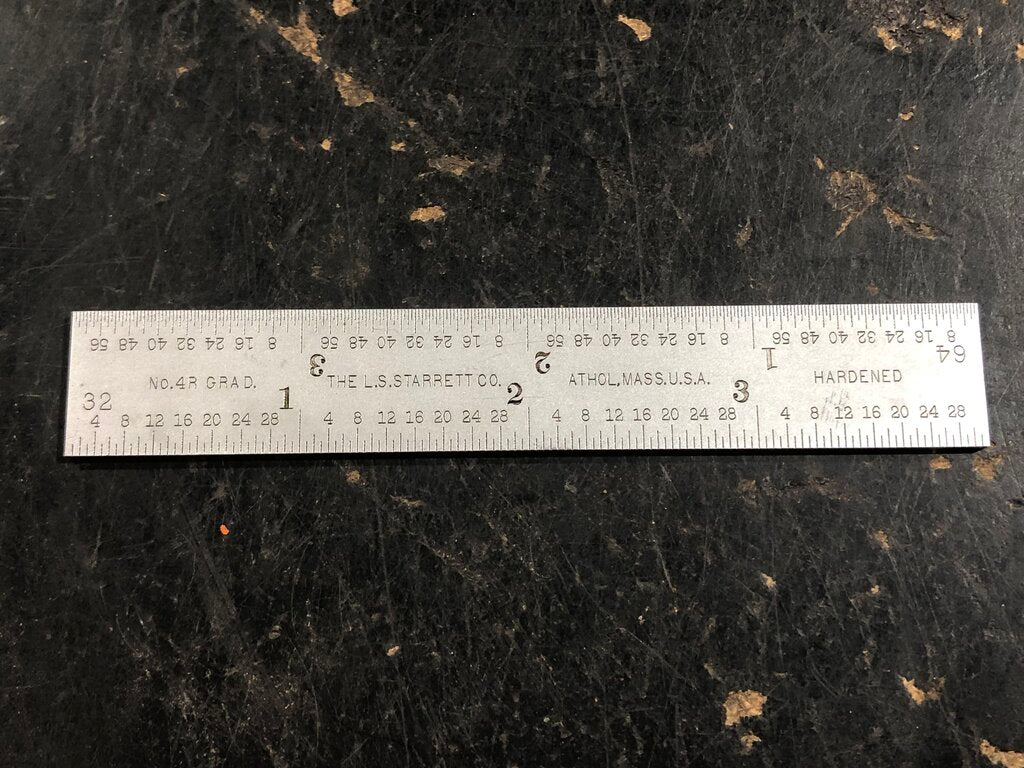 56 48 40 32 24 16 8 56 48 40 32 24 16 8 56 48 40 32 24 16 8 56 48 40 32 24 16 8
3 2 1 64
No.4R GRAD. THE L.S.STARRETT CO. ATHOL,MASS.U.S.A. HARDENED
32 1 2 3
4 8 12 16 20 24 28 4 8 12 16 20 24 28 4 8 12 16 20 24 28 4 8 12 16 20 24 28